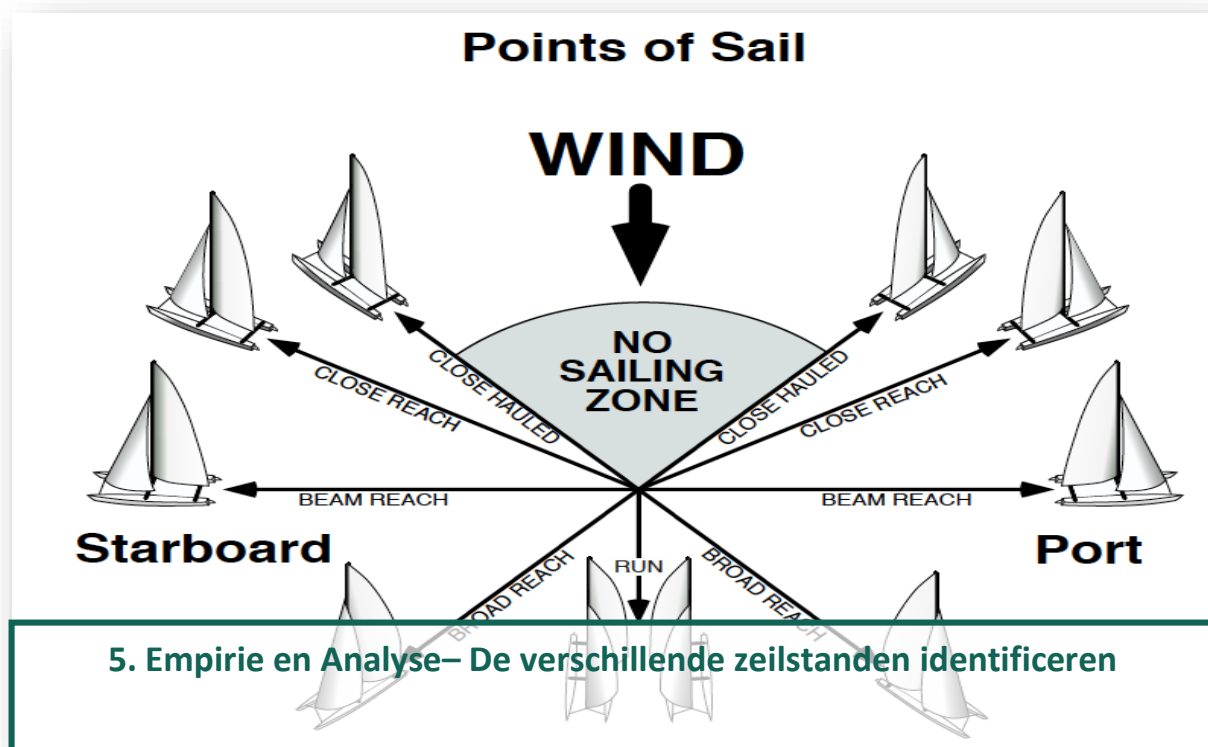 Points of Sail
WIND
NO
SAILING
ZONE
CLOSE HAULED
CLOSE HAULED
CLOSE REACH
CLOSE REACH
BEAM REACH
BEAM REACH
Starboard
Port
BROAD REACH
RUN
BROAD REACH
5. Empirie en Analyse– De verschillende zeilstanden identificeren